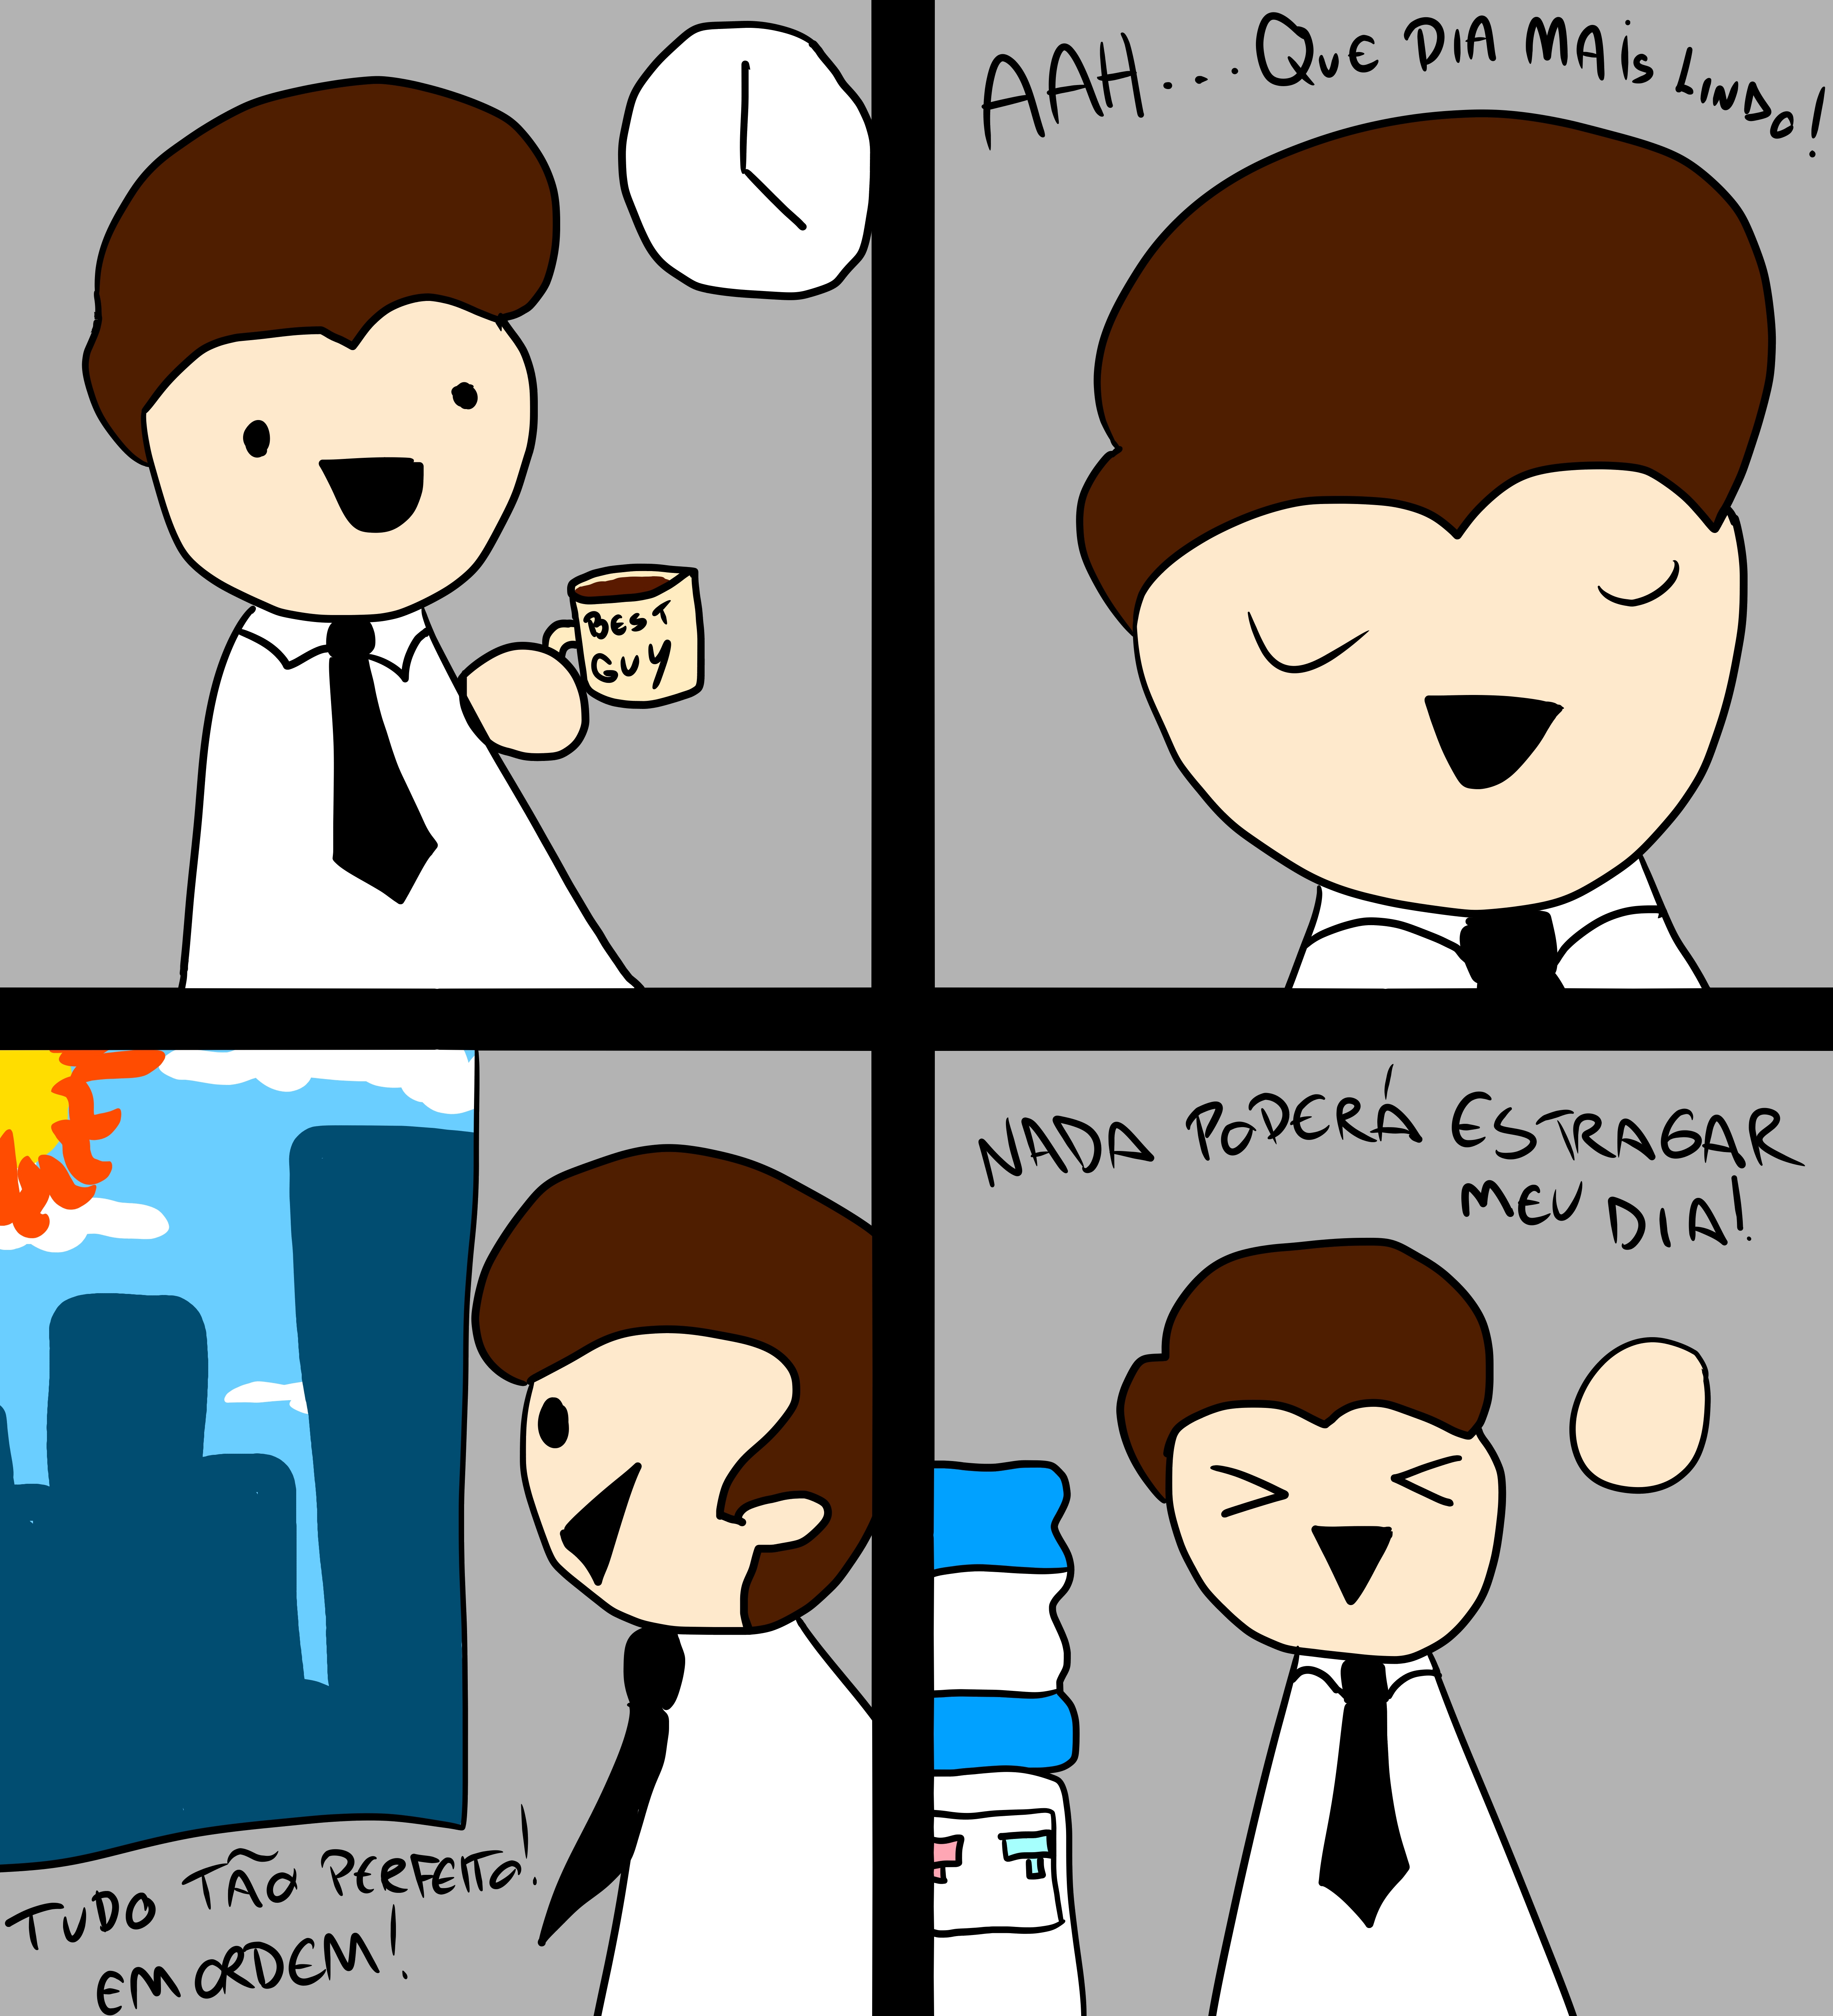 BEST
GUY
AAH... QUE DIA MAIS LINDO!
TUDO TÃO PERFEITO!
EM ORDEM!
NADA PODERÁ ESTRAGAR
MEU DIA!